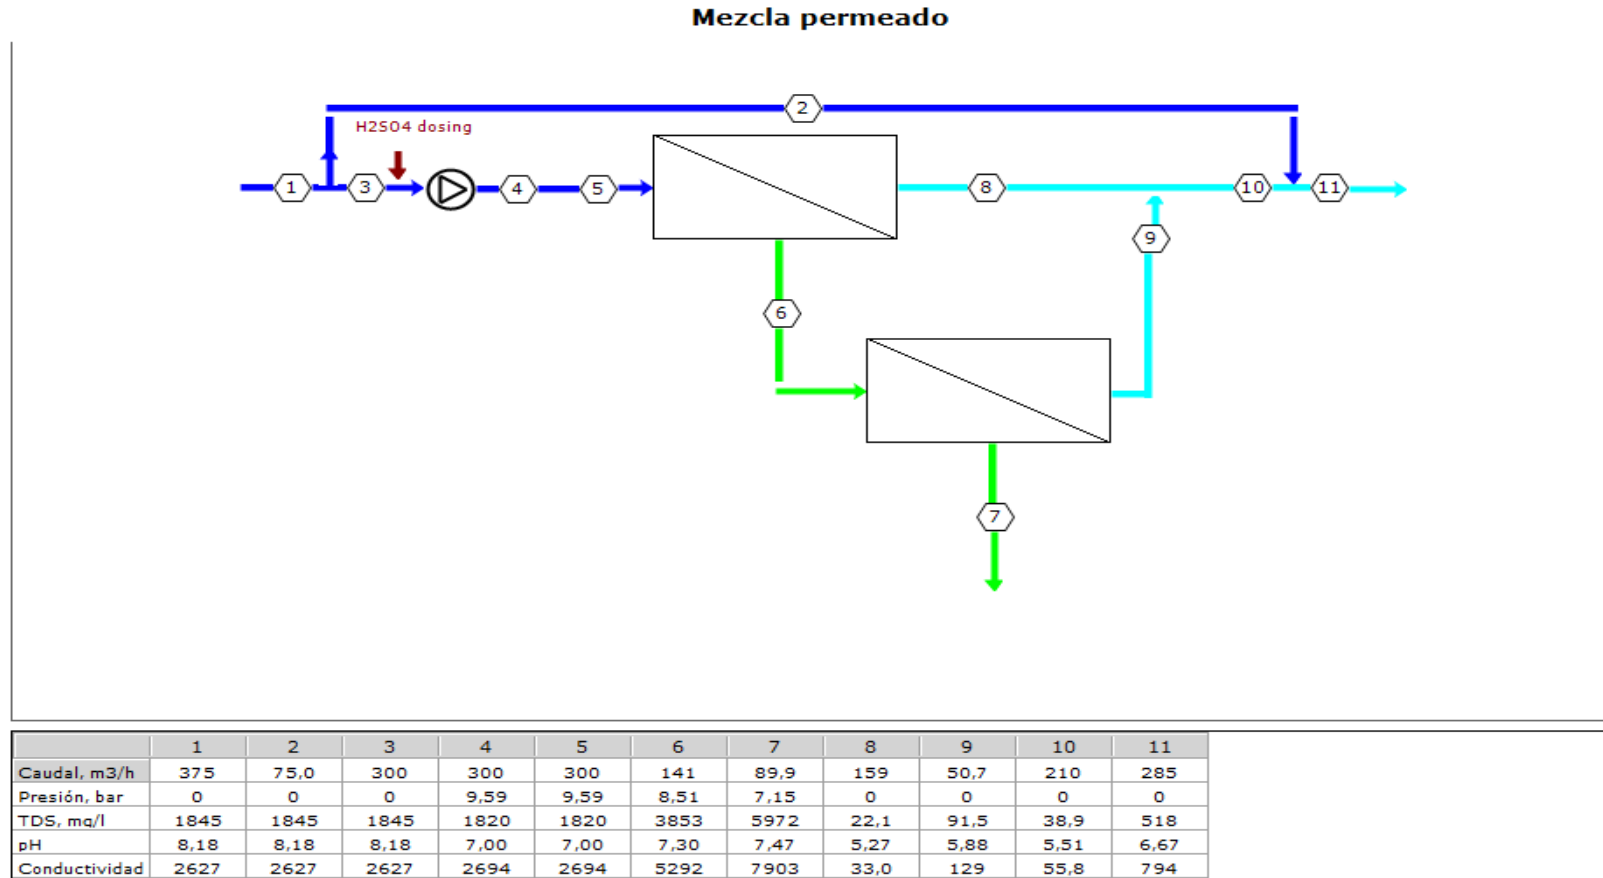 Mezcla permeado
2
H2SO4 dosing
1 3 4 5 8 10 11
9
6
7
1 2 3 4 5 6 7 8 9 10 11
Caudal, m3/h 375 75,0 300 300 300 141 89,9 159 50,7 210 285
Presión, bar 0 0 0 9,59 9,59 8,51 7,15 0 0 0 0
TDS, mg/l 1845 1845 1845 1820 1820 3853 5972 22,1 91,5 38,9 518
pH 8,18 8,18 8,18 7,00 7,00 7,30 7,47 5,27 5,88 5,51 6,67
Conductividad 2627 2627 2627 2694 2694 5292 7903 33,0 129 55,8 794